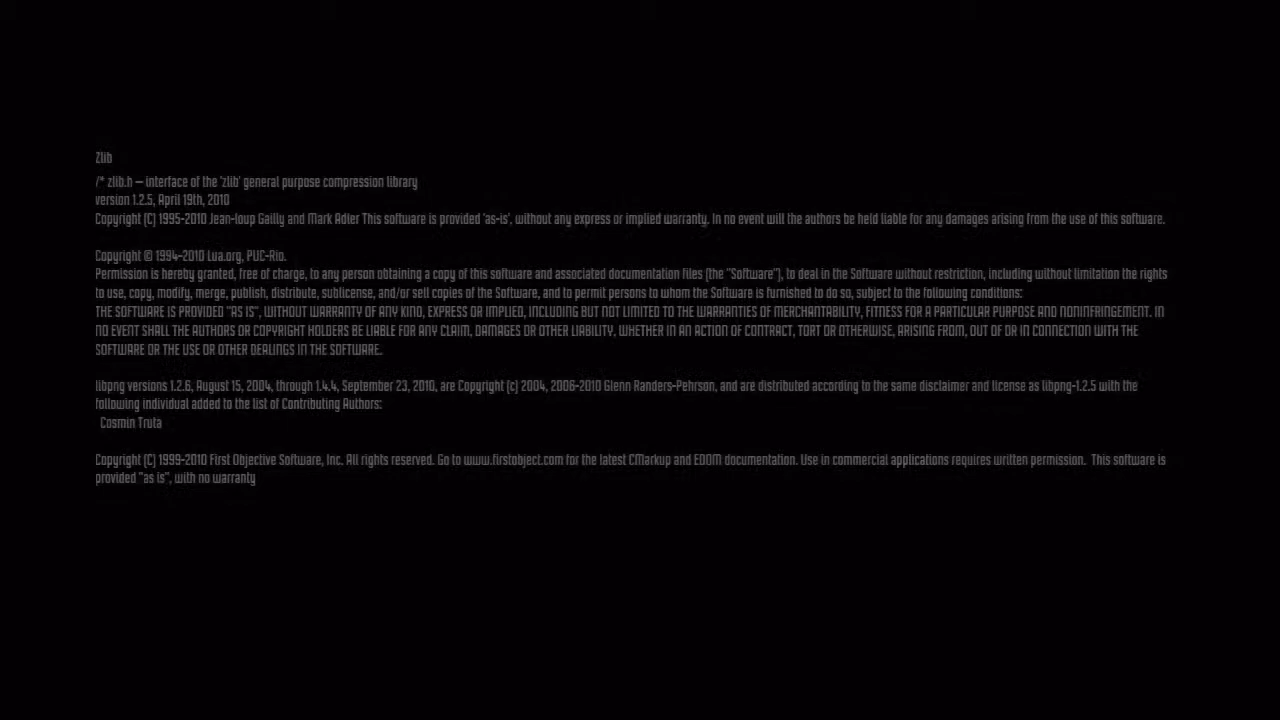 Zlib
/* zlib.h – interface of the 'zlib' general purpose compression library
version 1.2.5, April 19th, 2010
Copyright (C) 1995-2010 Jean-loup Gailly and Mark Adler This software is provided 'as-is', without any express or implied warranty. In no event will the authors be held liable for any damages arising from the use of this software.
Copyright © 1994–2010 Lua.org, PUC-Rio.
Permission is hereby granted, free of charge, to any person obtaining a copy of this software and associated documentation files (the "Software"), to deal in the Software without restriction, including without limitation the rights
to use, copy, modify, merge, publish, distribute, sublicense, and/or sell copies of the Software, and to permit persons to whom the Software is furnished to do so, subject to the following conditions:
THE SOFTWARE IS PROVIDED "AS IS", WITHOUT WARRANTY OF ANY KIND, EXPRESS OR IMPLIED, INCLUDING BUT NOT LIMITED TO THE WARRANTIES OF MERCHANTABILITY, FITNESS FOR A PARTICULAR PURPOSE AND NONINFRINGEMENT. IN
NO EVENT SHALL THE AUTHORS OR COPYRIGHT HOLDERS BE LIABLE FOR ANY CLAIM, DAMAGES OR OTHER LIABILITY, WHETHER IN AN ACTION OF CONTRACT, TORT OR OTHERWISE, ARISING FROM, OUT OF OR IN CONNECTION WITH THE
SOFTWARE OR THE USE OR OTHER DEALINGS IN THE SOFTWARE.
libpng versions 1.2.6, August 15, 2004, through 1.4.4, September 23, 2010, are Copyright (c) 2004, 2006-2010 Glenn Randers-Pehrson, and are distributed according to the same disclaimer and license as libpng-1.2.5 with the
following individual added to the list of Contributing Authors:
Cosmin Truta
Copyright (C) 1999-2010 First Objective Software, Inc. All rights reserved. Go to www.firstobject.com for the latest CMarkup and EDOM documentation. Use in commercial applications requires written permission. This software is
provided "as is", with no warranty